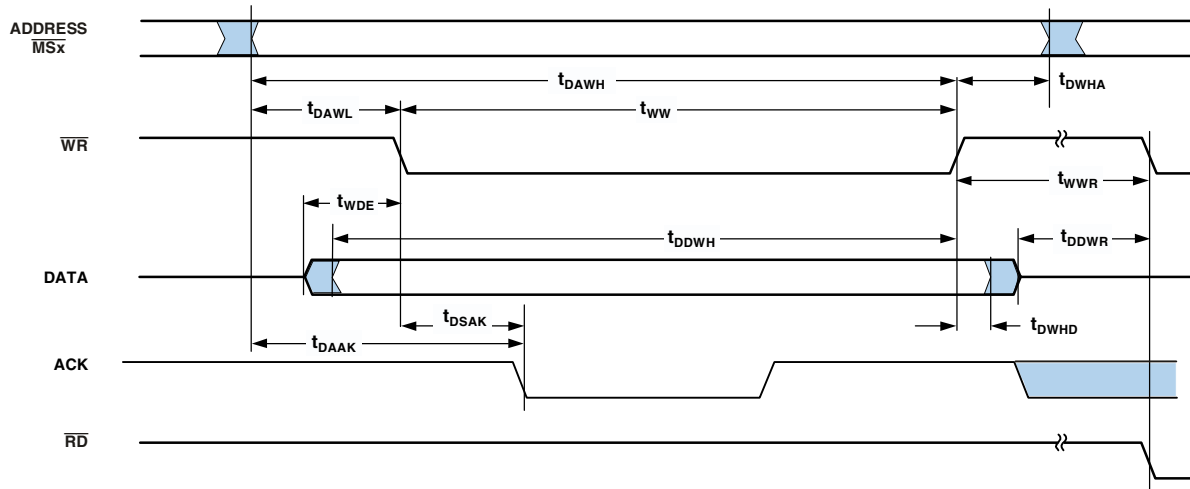 ADDRESS
MSx
tDAWH
tDWHA
tDAWL
tWW
WR
tWWR
tWDE
tDDWH
tDDWR
DATA
tDSAK
tDWHD
tDAAK
ACK
RD